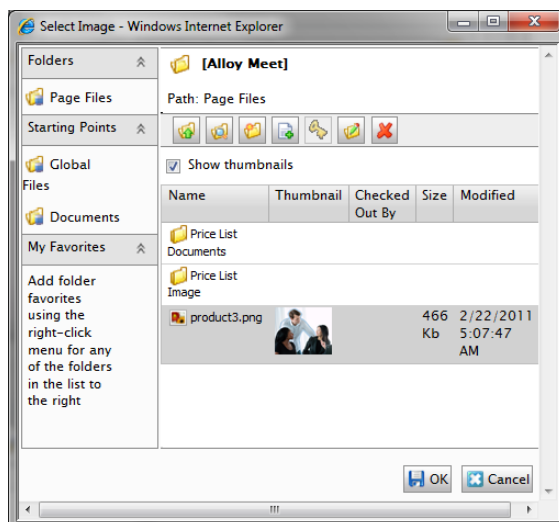 Select Image - Windows Internet Explorer
Folders
Page Files
Starting Points
Global
Files
Documents
My Favorites
Add folder
favorites
using the
right-click
menu for any
of the folders
in the list to
the right
[Alloy Meet]
Path: Page Files
Show thumbnails
Name Thumbnail Checked Out By Size Modified
Price List
Documents
Price List
Image
product3.png 466 Kb 2/22/2011 5:07:47 AM
OK Cancel